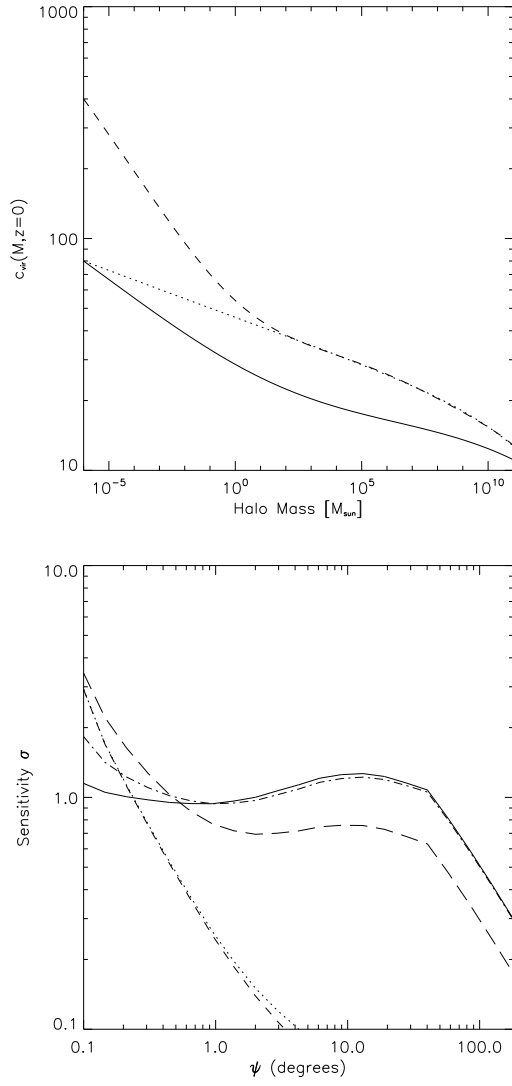 1000
100
10
c_vir(M,z=0)
10^-5 10^0 10^5 10^10
Halo Mass [M_sun]
10.0
1.0
0.1
Sensitivity σ
0.1 1.0 10.0 100.0
ψ (degrees)